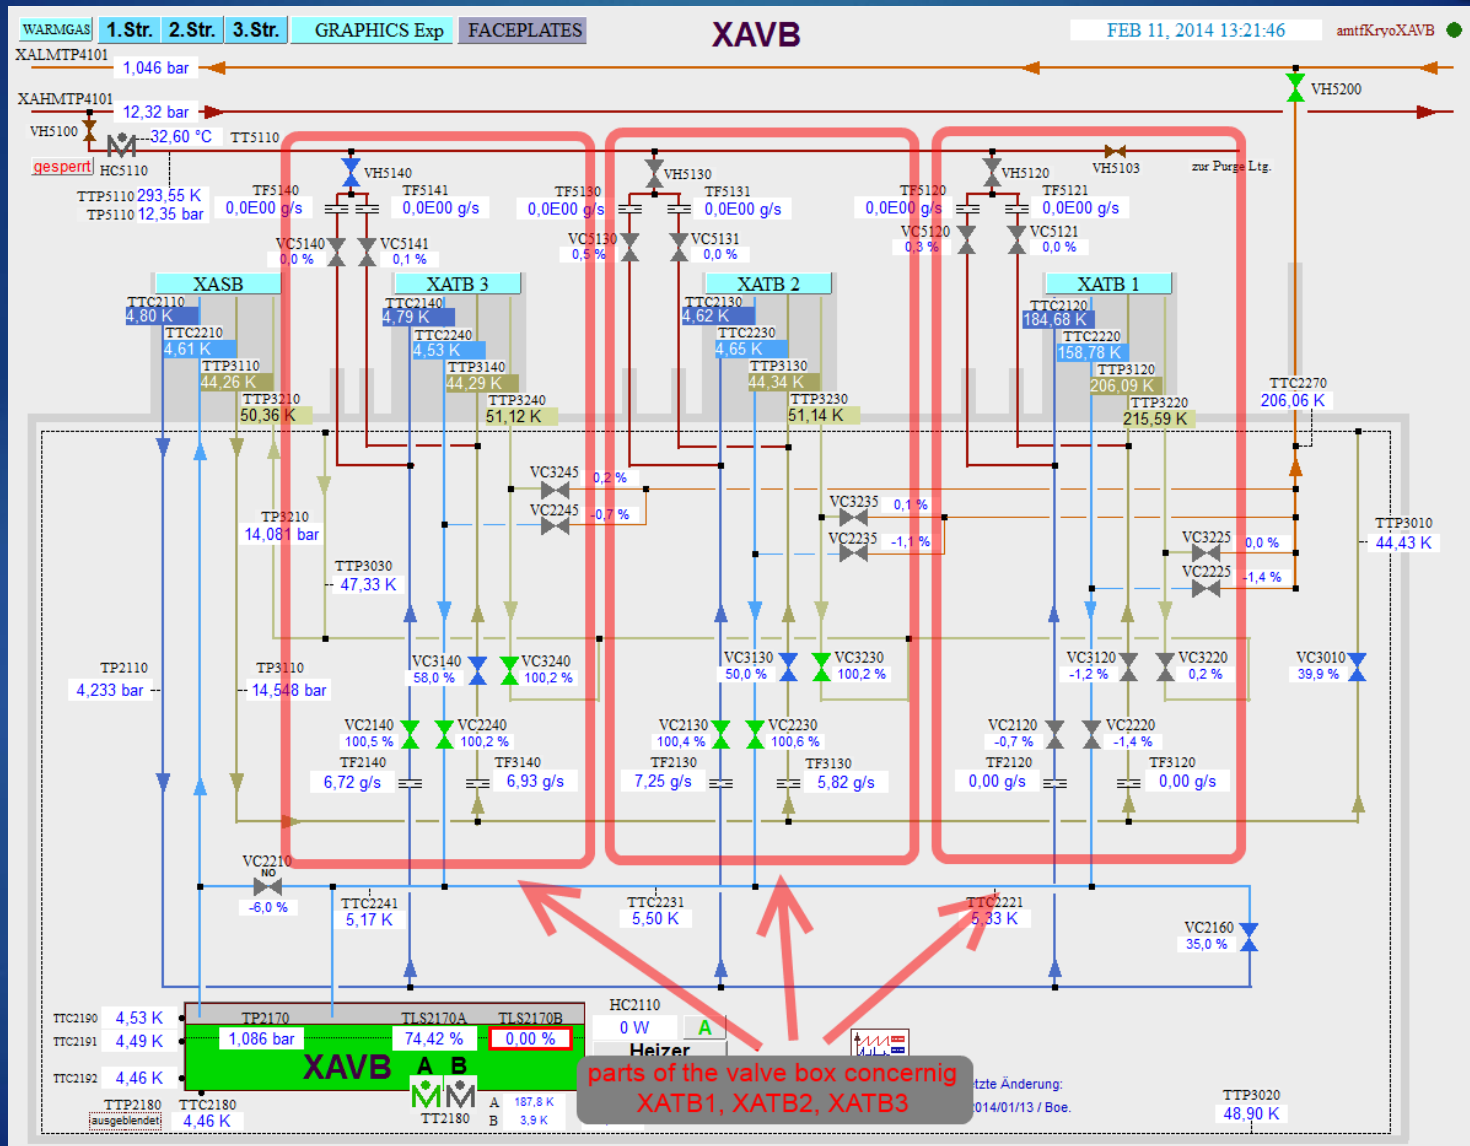 WARMGAS 1.Str. 2.Str. 3.Str. GRAPHICS Exp FACEPLATES XAVB FEB 11, 2014 13:21:46 amtfKryoXAVB
XALMTP4101 1,046 bar
VH5200
XAHMTP4101 12,32 bar
VH5100 32,60 °C TT5110
gesperrt HC5110
VH5140 VH5130 VH5120 VH5103 zur Purge Ltg.
TTP5110 293,55 K TF5140 TF5141 TF5130 TF5131 TF5120 TF5121
TP5110 12,35 bar 0,0E00 g/s 0,0E00 g/s 0,0E00 g/s 0,0E00 g/s 0,0E00 g/s 0,0E00 g/s
VC5140 VC5141 VC5130 VC5131 VC5120 VC5121
0,0 % 0,1 % 0,5 % 0,0 % 0,3 % 0,0 %
XASB XATB 3 XATB 2 XATB 1
TTC2110 TTC2140 TTC2130 TTC2120
4,80 K 4,79 K 4,62 K 184,68 K
TTC2210 TTC2240 TTC2230 TTC2220
4,61 K 4,53 K 4,65 K 158,78 K
TTP3110 TTP3140 TTP3130 TTP3120
44,26 K 44,29 K 44,34 K 206,09 K
TTC2270
206,06 K
TTP3210 TTP3240 TTP3230 TTP3220
50,36 K 51,12 K 51,14 K 215,59 K
VC3245 0,2 %
VC2245 -0,7 %
VC3235 0,1 %
VC2235 -1,1 %
VC3225 0,0 %
VC2225 -1,4 %
TP3210
14,081 bar
TTP3010
44,43 K
TTP3030
47,33 K
TP2110 TP3110
4,233 bar 14,548 bar
VC3140 VC3240 VC3130 VC3230 VC3120 VC3220 VC3010
58,0 % 100,2 % 50,0 % 100,2 % -1,2 % 0,2 % 39,9 %
VC2140 VC2240 VC2130 VC2230 VC2120 VC2220
100,5 % 100,2 % 100,4 % 100,6 % -0,7 % -1,4 %
TF2140 TF3140 TF2130 TF3130 TF2120 TF3120
6,72 g/s 6,93 g/s 7,25 g/s 5,82 g/s 0,00 g/s 0,00 g/s
VC2210
NO
-6,0 %
TTC2241 TTC2231 TTC2221
5,17 K 5,50 K 5,33 K
VC2160
35,0 %
TTC2190 4,53 K
TTC2191 4,49 K
TTC2192 4,46 K
TTP2180 TTC2180
ausgeblendet 4,46 K
TP2170 TLS2170A TLS2170B
1,086 bar 74,42 % 0,00 %
XAVB A B
TT2180
A 187,8 K
B 3,9 K
HC2110
0 W A
Heizer
parts of the valve box concernig
XATB1, XATB2, XATB3
etzte Änderung:
2014/01/13 / Boe.
TTP3020
48,90 K